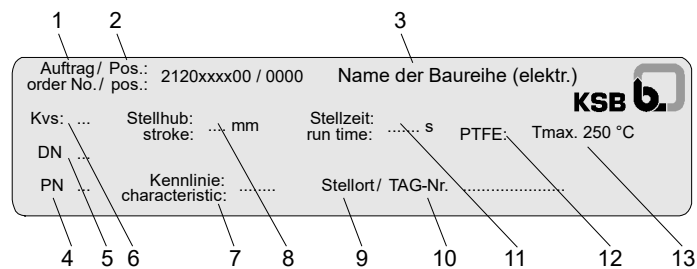 1 2 3
Auftrag / Pos.:
order No. / pos.: 2120xxxx00 / 0000 Name der Baureihe (elektr.)
KSB b.
Kvs: ... Stellhub:
stroke: .... mm Stellzeit:
run time: ...... s PTFE: Tmax. 250 °C
DN ...
PN ... Kennlinie:
characteristic: ........ Stellort / TAG-Nr. ......................
4 5 6 7 8 9 10 11 12 13